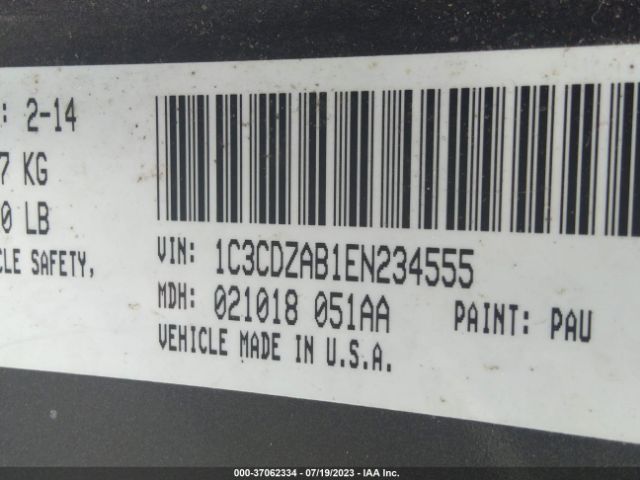 : 2-14
7 KG
0 LB
CLE SAFETY,
VIN: 1C3CDZAB1EN234555
MDH: 021018 051AA PAINT: PAU
VEHICLE MADE IN U.S.A.
000-37062334 / 07/19/2023 - IAA Inc.